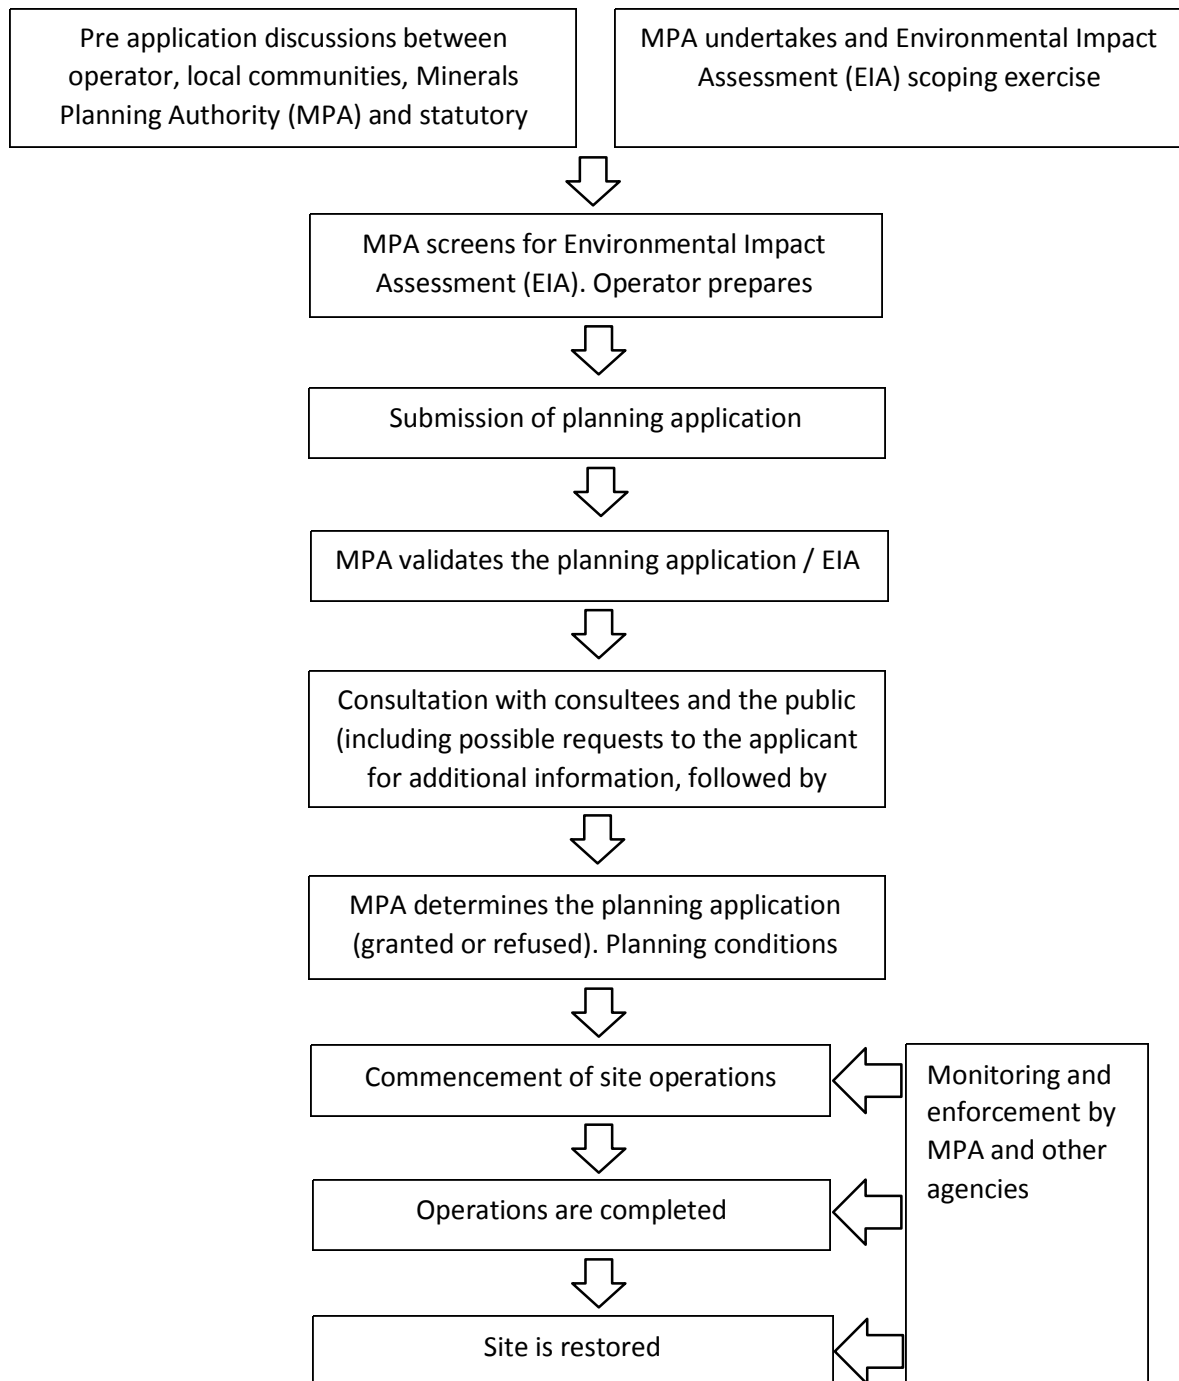 Pre application discussions between
operator, local communities, Minerals
Planning Authority (MPA) and statutory
MPA undertakes and Environmental Impact
Assessment (EIA) scoping exercise
MPA screens for Environmental Impact
Assessment (EIA). Operator prepares
Submission of planning application
MPA validates the planning application / EIA
Consultation with consultees and the public
(including possible requests to the applicant
for additional information, followed by
MPA determines the planning application
(granted or refused). Planning conditions
Commencement of site operations
Monitoring and
enforcement by
MPA and other
agencies
Operations are completed
Site is restored